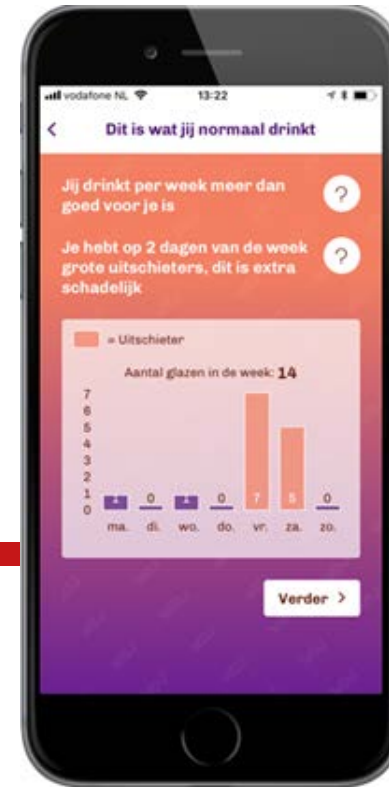 vodafone NL 13:22
< Dit is wat jij normaal drinkt
Jij drinkt per week meer dan ?
goed voor je is
Je hebt op 2 dagen van de week ?
grote uitschieters, dit is extra
schadelijk
= Uitschieter
Aantal glazen in de week: 14
7
6
5
4
3
2
1
0
1 0 1 0 7 5 0
ma. di. wo. do. vr. za. zo.
Verder >